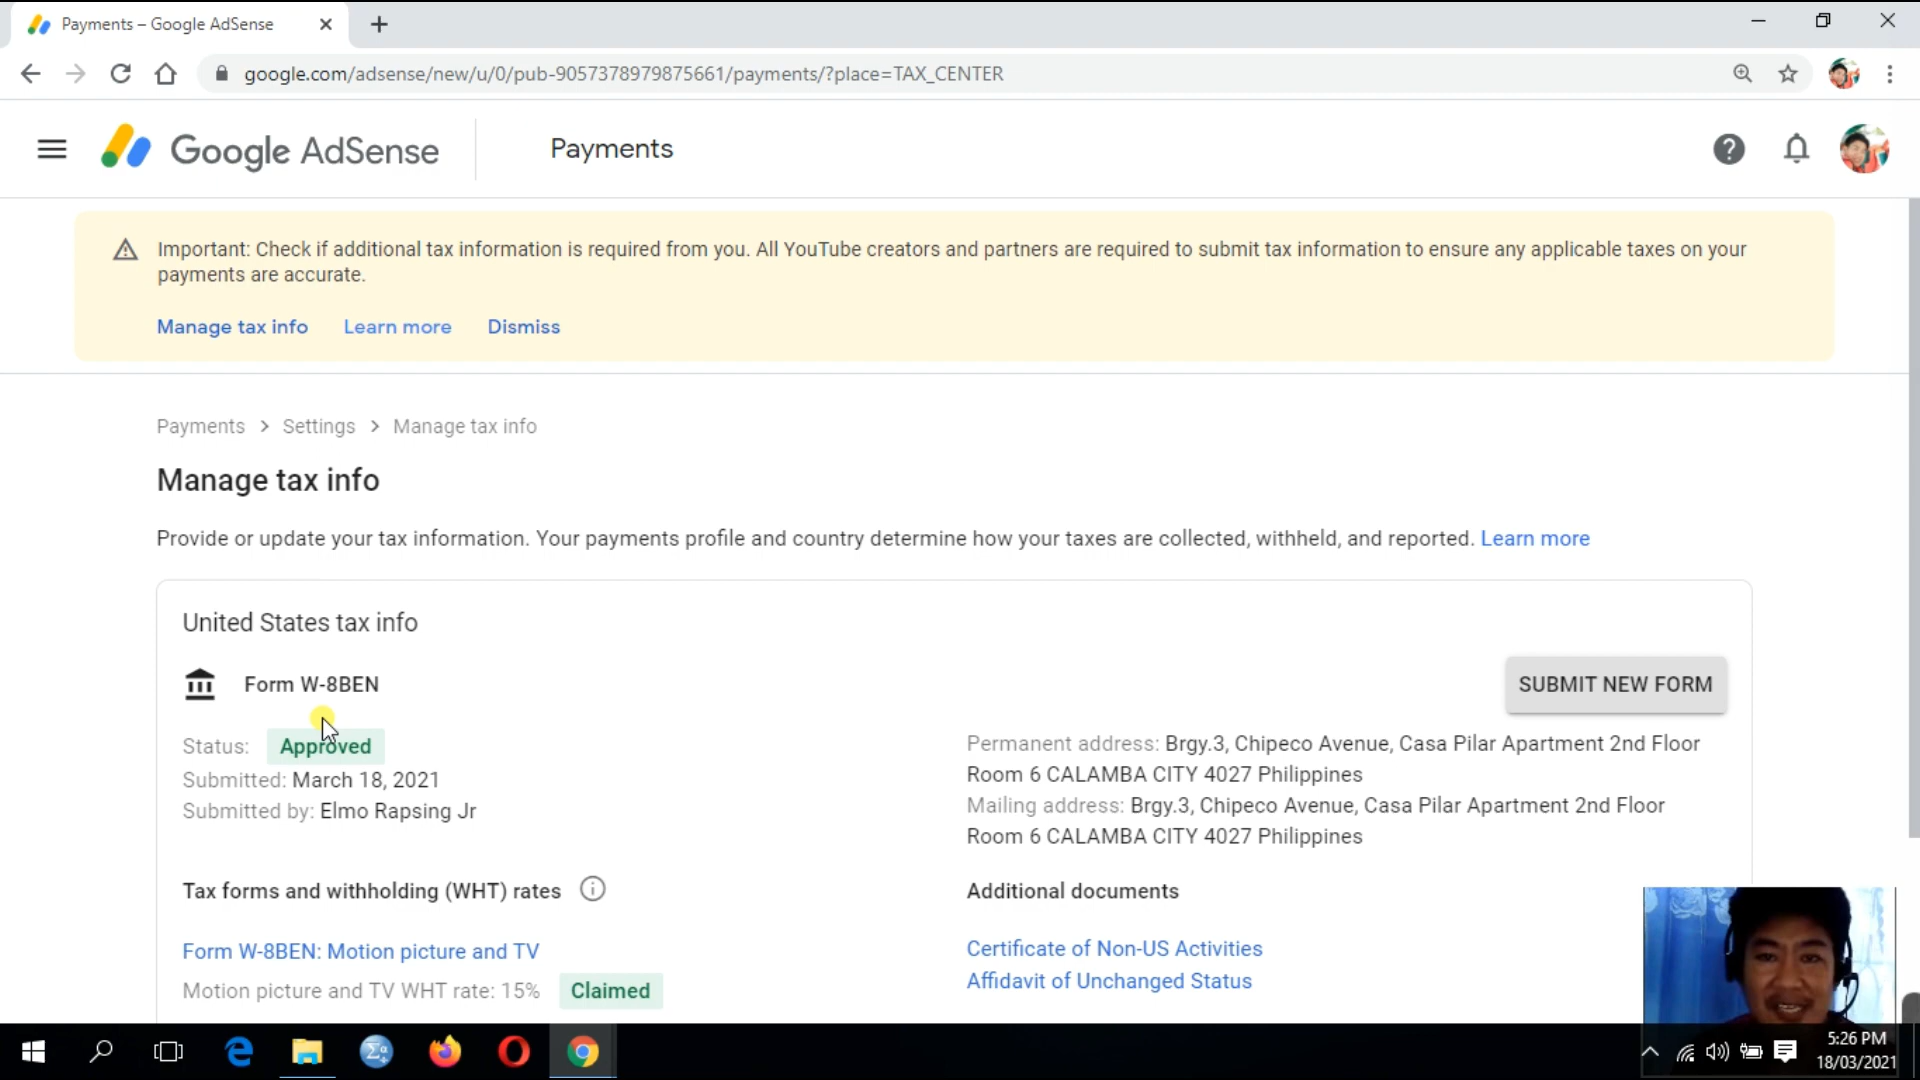 Payments – Google AdSense
google.com/adsense/new/u/0/pub-9057378979875661/payments/?place=TAX_CENTER
Google AdSense
Payments
Important: Check if additional tax information is required from you. All YouTube creators and partners are required to submit tax information to ensure any applicable taxes on your
payments are accurate.
Manage tax info Learn more Dismiss
Payments > Settings > Manage tax info
Manage tax info
Provide or update your tax information. Your payments profile and country determine how your taxes are collected, withheld, and reported. Learn more
United States tax info
Form W-8BEN
SUBMIT NEW FORM
Status: Approved
Submitted: March 18, 2021
Submitted by: Elmo Rapsing Jr
Permanent address: Brgy.3, Chipeco Avenue, Casa Pilar Apartment 2nd Floor
Room 6 CALAMBA CITY 4027 Philippines
Mailing address: Brgy.3, Chipeco Avenue, Casa Pilar Apartment 2nd Floor
Room 6 CALAMBA CITY 4027 Philippines
Tax forms and withholding (WHT) rates
Form W-8BEN: Motion picture and TV
Motion picture and TV WHT rate: 15% Claimed
Additional documents
Certificate of Non-US Activities
Affidavit of Unchanged Status
5:26 PM
18/03/2021